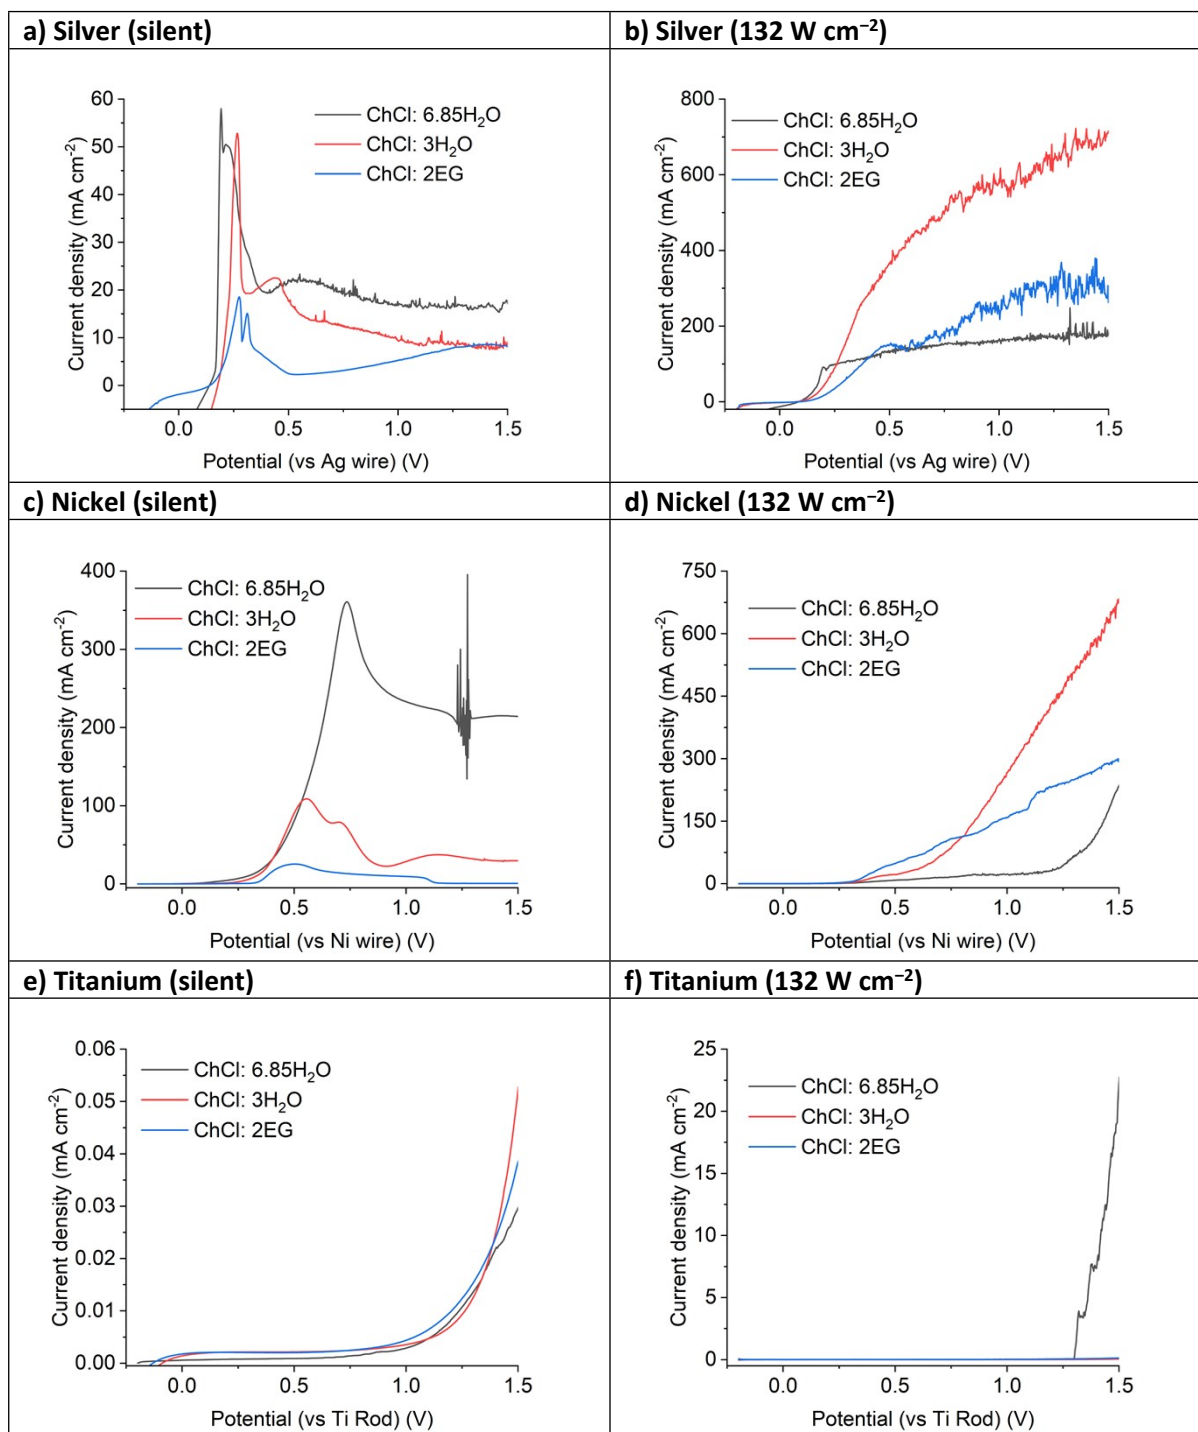 a) Silver (silent)
b) Silver (132 W cm⁻²)
60
50
40
30
20
10
0
0.0 0.5 1.0 1.5
Current density (mA cm⁻²)
Potential (vs Ag wire) (V)
ChCl: 6.85H₂O
ChCl: 3H₂O
ChCl: 2EG
800
600
400
200
0
0.0 0.5 1.0 1.5
Current density (mA cm⁻²)
Potential (vs Ag wire) (V)
ChCl: 6.85H₂O
ChCl: 3H₂O
ChCl: 2EG
c) Nickel (silent)
d) Nickel (132 W cm⁻²)
400
300
200
100
0
0.0 0.5 1.0 1.5
Current density (mA cm⁻²)
Potential (vs Ni wire) (V)
ChCl: 6.85H₂O
ChCl: 3H₂O
ChCl: 2EG
750
600
450
300
150
0
0.0 0.5 1.0 1.5
Current density (mA cm⁻²)
Potential (vs Ni wire) (V)
ChCl: 6.85H₂O
ChCl: 3H₂O
ChCl: 2EG
e) Titanium (silent)
f) Titanium (132 W cm⁻²)
0.06
0.05
0.04
0.03
0.02
0.01
0.00
0.0 0.5 1.0 1.5
Current density (mA cm⁻²)
Potential (vs Ti Rod) (V)
ChCl: 6.85H₂O
ChCl: 3H₂O
ChCl: 2EG
25
20
15
10
5
0
0.0 0.5 1.0 1.5
Current density (mA cm⁻²)
Potential (vs Ti Rod) (V)
ChCl: 6.85H₂O
ChCl: 3H₂O
ChCl: 2EG